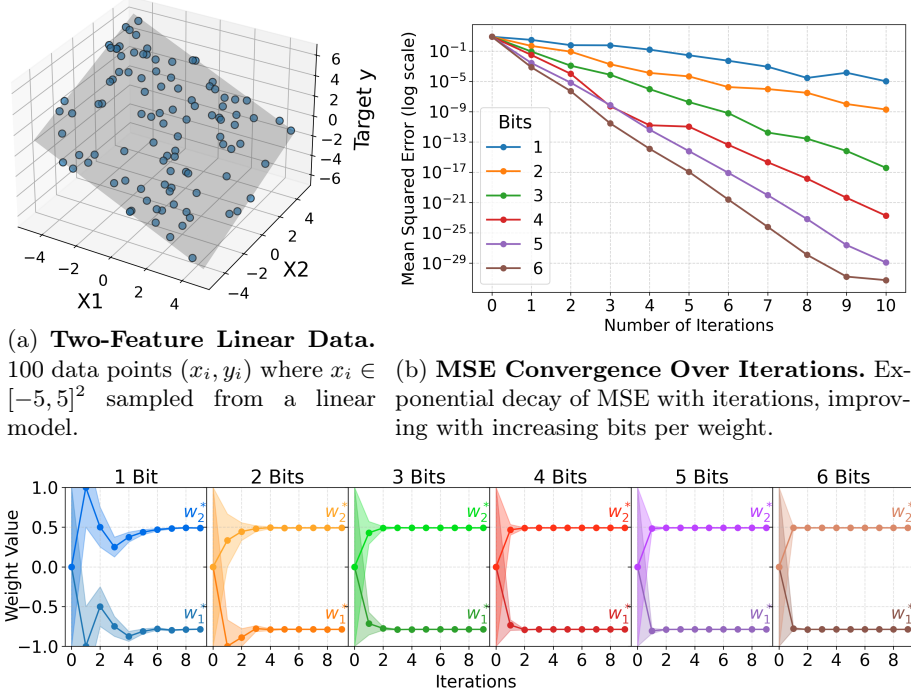 6
4
2
0
−2
−4
−6
Target y
−4
−2
0
2
4
X1
−4
−2
0
2
4
X2
Mean Squared Error (log scale)
10⁻¹
10⁻⁵
10⁻⁹
10⁻¹³
10⁻¹⁷
10⁻²¹
10⁻²⁵
10⁻²⁹
Bits
1
2
3
4
5
6
0 1 2 3 4 5 6 7 8 9 10
Number of Iterations
(a) Two-Feature Linear Data.
100 data points (xᵢ, yᵢ) where xᵢ ∈
[−5, 5]² sampled from a linear
model.
(b) MSE Convergence Over Iterations. Ex-
ponential decay of MSE with iterations, improv-
ing with increasing bits per weight.
1 Bit 2 Bits 3 Bits 4 Bits 5 Bits 6 Bits
Weight Value
1.0
0.5
0.0
−0.5
−1.0
w₂* w₂* w₂* w₂* w₂* w₂*
w₁* w₁* w₁* w₁* w₁* w₁*
0 2 4 6 8 0 2 4 6 8 0 2 4 6 8 0 2 4 6 8 0 2 4 6 8 0 2 4 6 8
Iterations